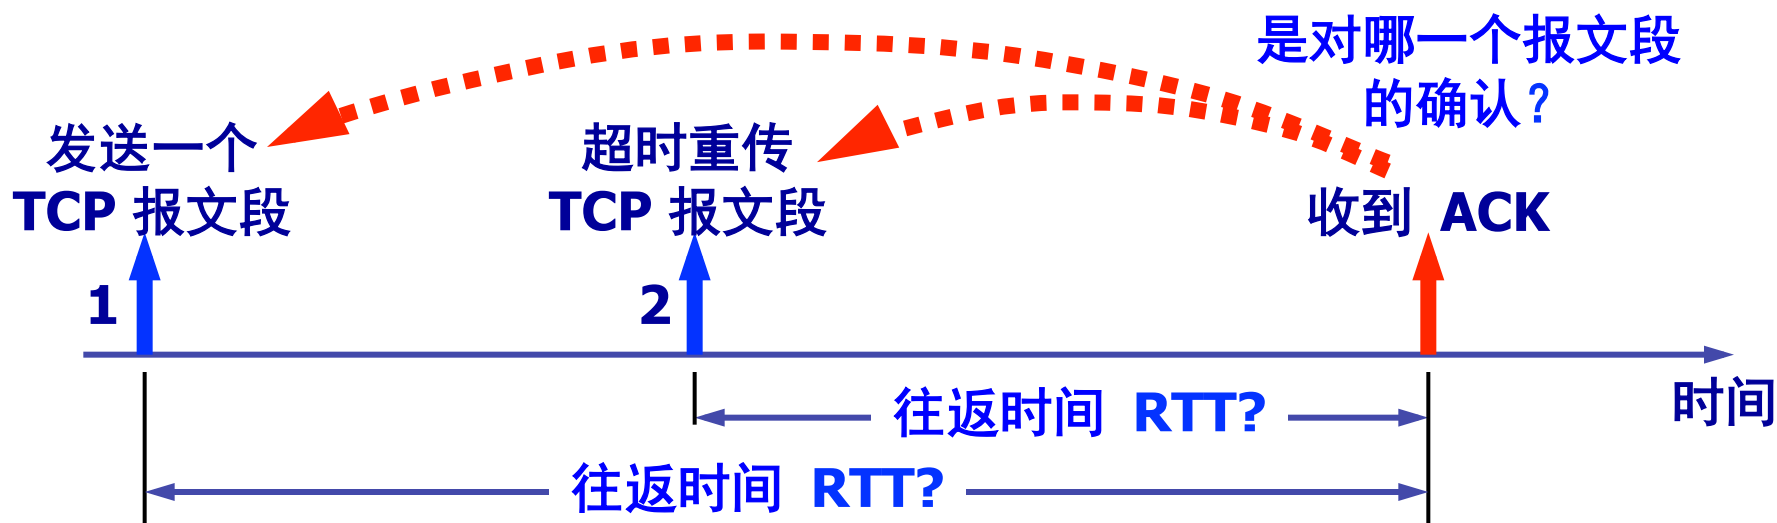 是对哪一个报文段
的确认？
发送一个
TCP 报文段
超时重传
TCP 报文段
收到 ACK
1
2
时间
往返时间 RTT?
往返时间 RTT?